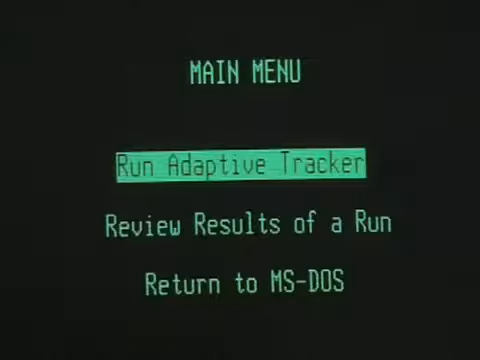 MAIN MENU
Run Adaptive Tracker
Review Results of a Run
Return to MS-DOS